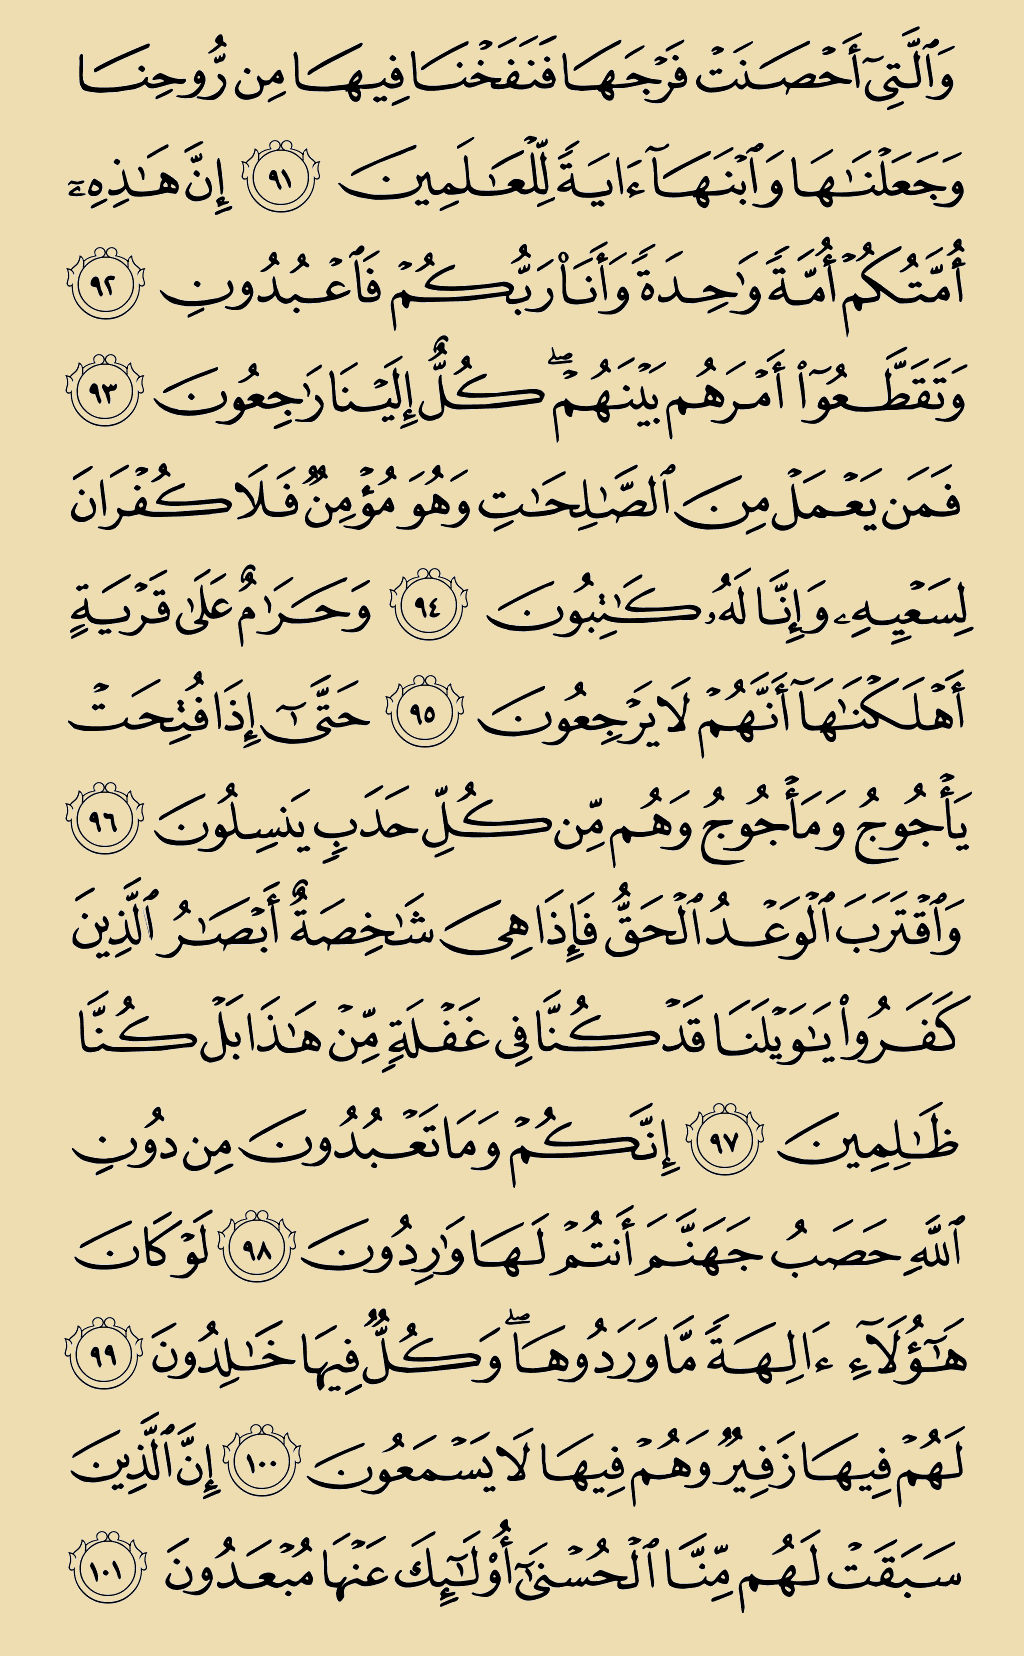 وَٱلَّتِىٓ أَحْصَنَتْ فَرْجَهَا فَنَفَخْنَا فِيهَا مِن رُّوحِنَا
وَجَعَلْنَٰهَا وَٱبْنَهَآ ءَايَةً لِّلْعَٰلَمِينَ ٩١ إِنَّ هَٰذِهِۦٓ
أُمَّتُكُمْ أُمَّةً وَٰحِدَةً وَأَنَا۠ رَبُّكُمْ فَٱعْبُدُونِ ٩٢
وَتَقَطَّعُوٓا۟ أَمْرَهُم بَيْنَهُمْ ۖ كُلٌّ إِلَيْنَا رَٰجِعُونَ ٩٣
فَمَن يَعْمَلْ مِنَ ٱلصَّٰلِحَٰتِ وَهُوَ مُؤْمِنٌ فَلَا كُفْرَانَ
لِسَعْيِهِۦ وَإِنَّا لَهُۥ كَٰتِبُونَ ٩٤ وَحَرَٰمٌ عَلَىٰ قَرْيَةٍ
أَهْلَكْنَٰهَآ أَنَّهُمْ لَا يَرْجِعُونَ ٩٥ حَتَّىٰٓ إِذَا فُتِحَتْ
يَأْجُوجُ وَمَأْجُوجُ وَهُم مِّن كُلِّ حَدَبٍ يَنسِلُونَ ٩٦
وَٱقْتَرَبَ ٱلْوَعْدُ ٱلْحَقُّ فَإِذَا هِىَ شَٰخِصَةٌ أَبْصَٰرُ ٱلَّذِينَ
كَفَرُوا۟ يَٰوَيْلَنَا قَدْ كُنَّا فِى غَفْلَةٍ مِّنْ هَٰذَا بَلْ كُنَّا
ظَٰلِمِينَ ٩٧ إِنَّكُمْ وَمَا تَعْبُدُونَ مِن دُونِ
ٱللَّهِ حَصَبُ جَهَنَّمَ أَنتُمْ لَهَا وَٰرِدُونَ ٩٨ لَوْ كَانَ
هَٰٓؤُلَآءِ ءَالِهَةً مَّا وَرَدُوهَا ۖ وَكُلٌّ فِيهَا خَٰلِدُونَ ٩٩
لَهُمْ فِيهَا زَفِيرٌ وَهُمْ فِيهَا لَا يَسْمَعُونَ ١٠٠ إِنَّ ٱلَّذِينَ
سَبَقَتْ لَهُم مِّنَّا ٱلْحُسْنَىٰٓ أُو۟لَٰٓئِكَ عَنْهَا مُبْعَدُونَ ١٠١